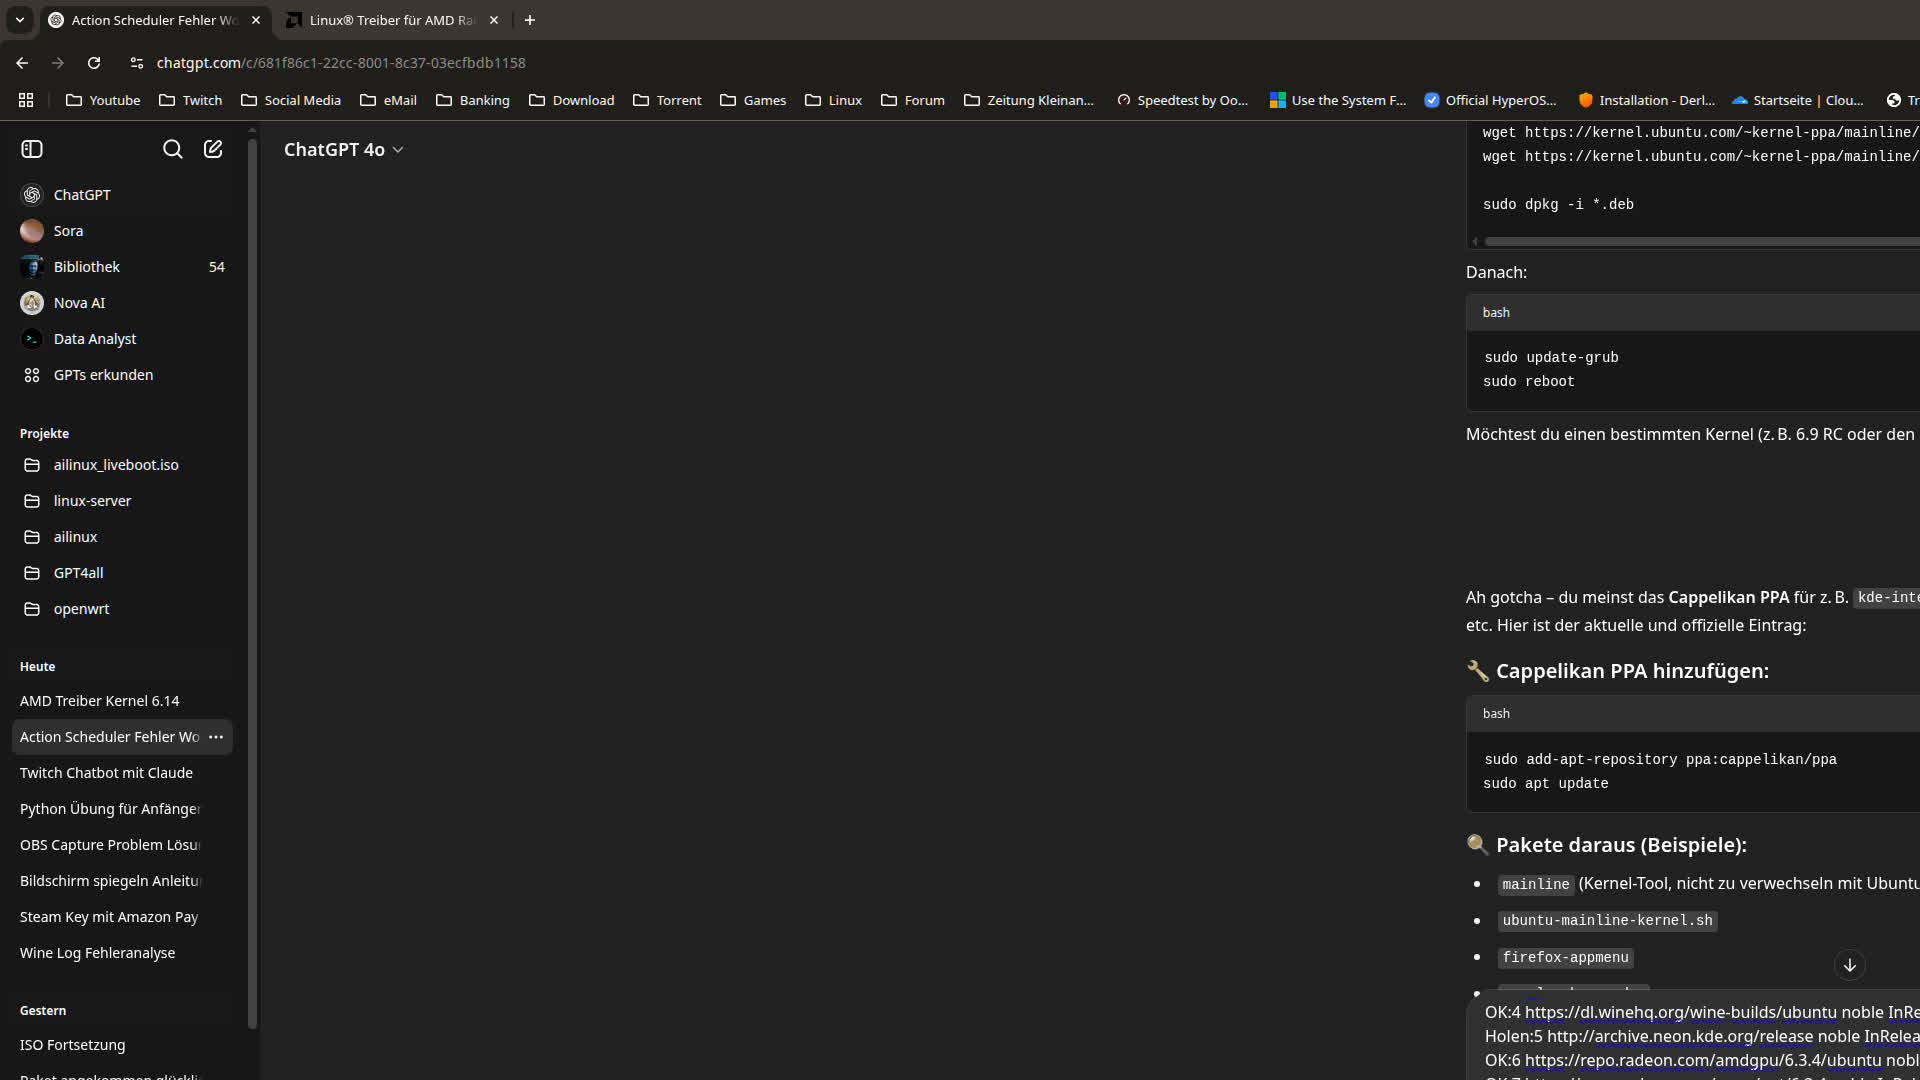 Action Scheduler Fehler Wo
Linux® Treiber für AMD Ra
chatgpt.com/c/681f86c1-22cc-8001-8c37-03ecfbdb1158
Youtube
Twitch
Social Media
eMail
Banking
Download
Torrent
Games
Linux
Forum
Zeitung Kleinan...
Speedtest by Oo...
Use the System F...
Official HyperOS...
Installation - Derl...
Startseite | Clou...
Tr
ChatGPT 4o
ChatGPT
Sora
Bibliothek 54
Nova AI
Data Analyst
GPTs erkunden
Projekte
ailinux_liveboot.iso
linux-server
ailinux
GPT4all
openwrt
Heute
AMD Treiber Kernel 6.14
Action Scheduler Fehler Wo
Twitch Chatbot mit Claude
Python Übung für Anfänger
OBS Capture Problem Lösu
Bildschirm spiegeln Anleitu
Steam Key mit Amazon Pay
Wine Log Fehleranalyse
Gestern
ISO Fortsetzung
wget https://kernel.ubuntu.com/~kernel-ppa/mainline/
wget https://kernel.ubuntu.com/~kernel-ppa/mainline/
sudo dpkg -i *.deb
Danach:
bash
sudo update-grub
sudo reboot
Möchtest du einen bestimmten Kernel (z. B. 6.9 RC oder den
Ah gotcha – du meinst das Cappelikan PPA für z. B. kde-inte
etc. Hier ist der aktuelle und offizielle Eintrag:
🔧 Cappelikan PPA hinzufügen:
bash
sudo add-apt-repository ppa:cappelikan/ppa
sudo apt update
🔍 Pakete daraus (Beispiele):
• mainline (Kernel-Tool, nicht zu verwechseln mit Ubuntu
• ubuntu-mainline-kernel.sh
• firefox-appmenu
OK:4 https://dl.winehq.org/wine-builds/ubuntu noble InRe
Holen:5 http://archive.neon.kde.org/release noble InRelea
OK:6 https://repo.radeon.com/amdgpu/6.3.4/ubuntu nobl